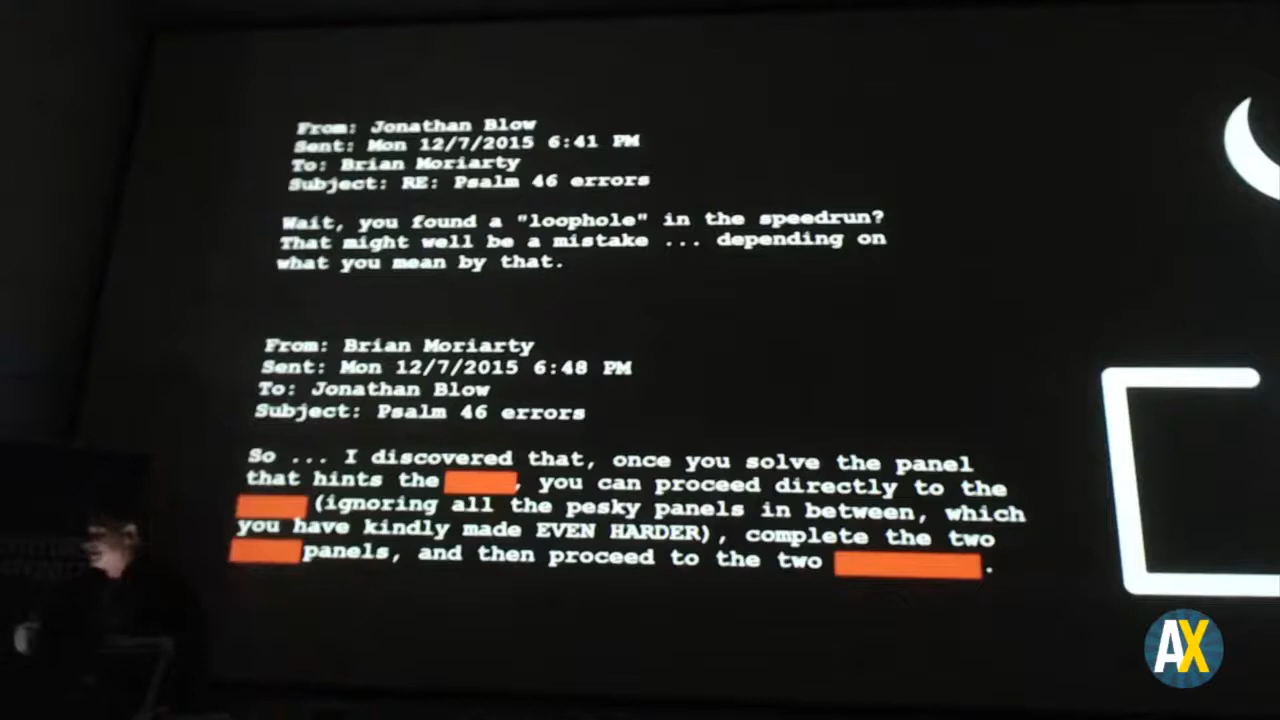 From: Jonathan Blow
Sent: Mon 12/7/2015 6:41 PM
To: Brian Moriarty
Subject: RE: Psalm 46 errors
Wait, you found a "loophole" in the speedrun?
That might well be a mistake ... depending on
what you mean by that.
From: Brian Moriarty
Sent: Mon 12/7/2015 6:48 PM
To: Jonathan Blow
Subject: Psalm 46 errors
So ... I discovered that, once you solve the panel
that hints the , you can proceed directly to the
(ignoring all the pesky panels in between, which
you have kindly made EVEN HARDER), complete the two
panels, and then proceed to the two .
AX